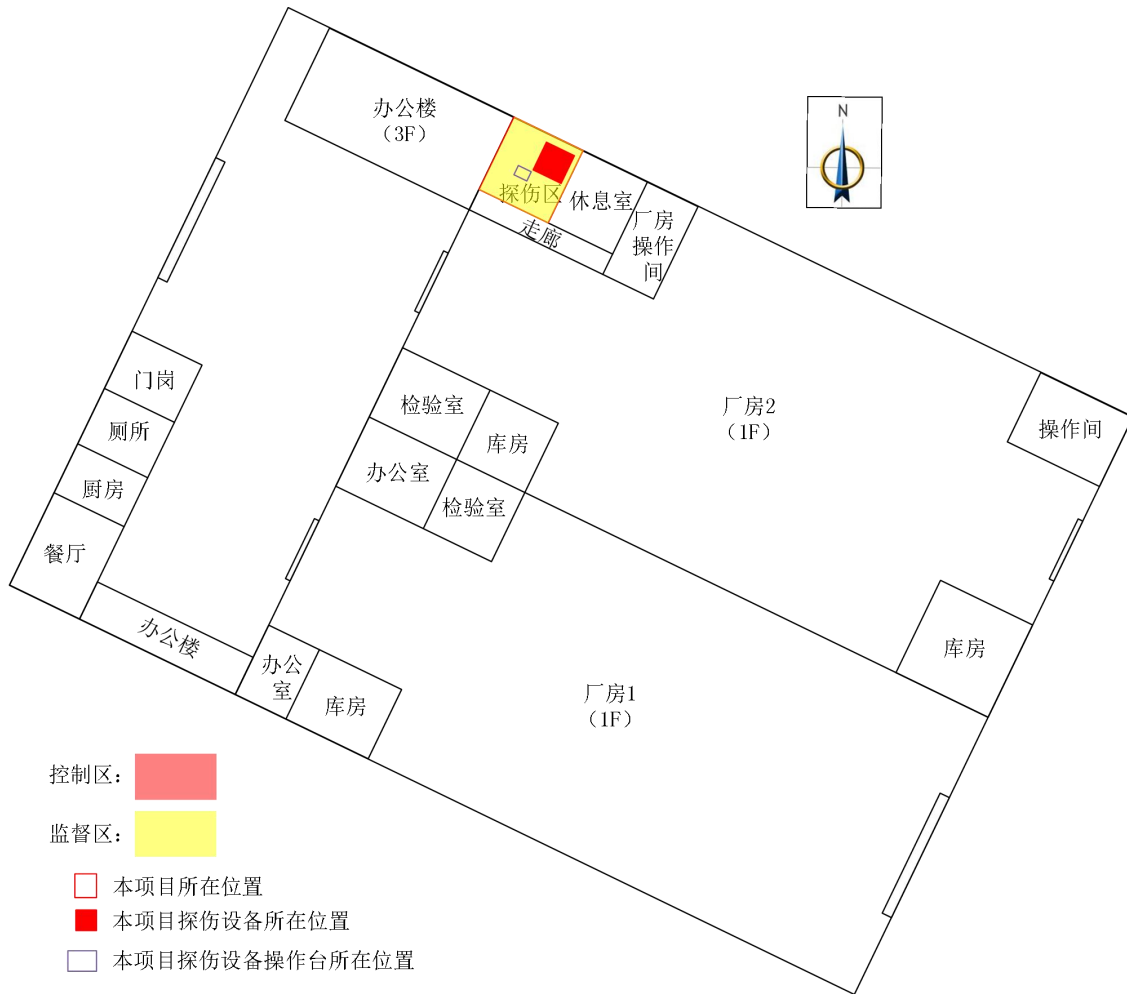 办公楼
（3F）
N
探伤区
休息室
走廊
厂房
操作
间
门岗
厕所
厨房
餐厅
办公楼
检验室
库房
办公室
检验室
厂房2
（1F）
操作间
库房
办公
室
库房
厂房1
（1F）
控制区：
监督区：
本项目所在位置
本项目探伤设备所在位置
本项目探伤设备操作台所在位置